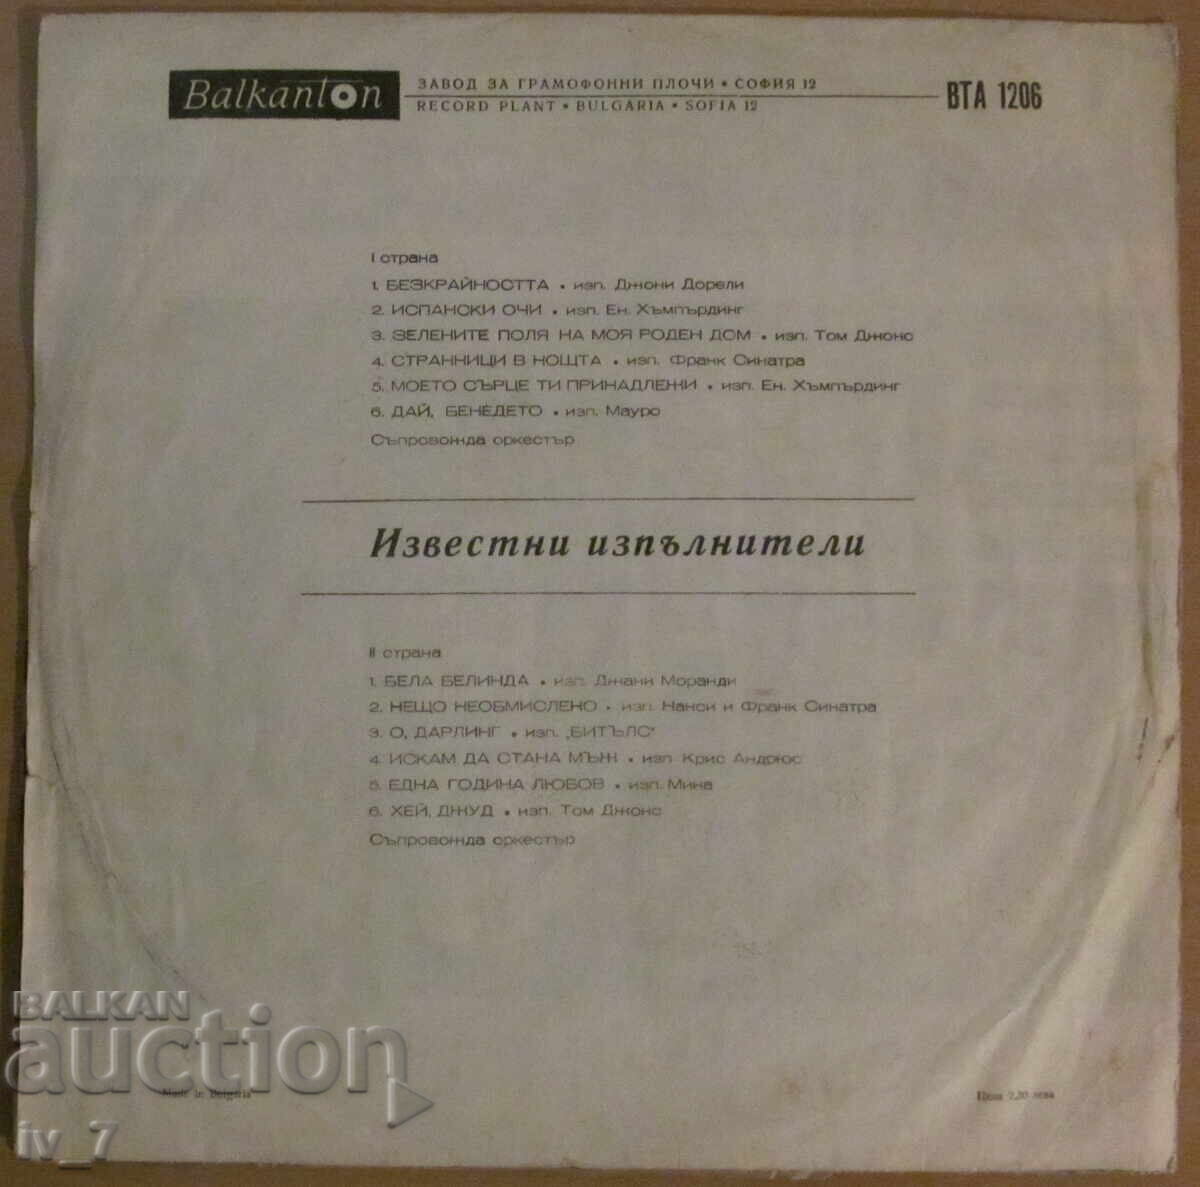 Balkanton
ЗАВОД ЗА ГРАМОФОННИ ПЛОЧИ • СОФИЯ 12
RECORD PLANT • BULGARIA • SOFIA 12
ВТА 1206
I страна
1. БЕЗКРАЙНОСТТА • изп. Джони Дорели
2. ИСПАНСКИ ОЧИ • изп. Ен. Хъмпърдинг
3. ЗЕЛЕНИТЕ ПОЛЯ НА МОЯ РОДЕН ДОМ • изп. Том Джонс
4. СТРАННИЦИ В НОЩТА • изп. Франк Синатра
5. МОЕТО СЪРЦЕ ТИ ПРИНАДЛЕЖИ • изп. Ен. Хъмпърдинг
6. ДАЙ, БЕНЕДЕТО • изп. Мауро
Съпровожда оркестър
Известни изпълнители
II страна
1. БЕЛА БЕЛИНДА • изп. Джани Моранди
2. НЕЩО НЕОБМИСЛЕНО • изп. Нанси и Франк Синатра
3. О, ДАРЛИНГ • изп. „БИТЪЛС"
4. ИСКАМ ДА СТАНА МЪЖ • изп. Крис Андрюс
5. ЕДНА ГОДИНА ЛЮБОВ • изп. Мина
6. ХЕЙ, ДЖУД • изп. Том Джонс
Съпровожда оркестър
BALKAN
auction
Made in Bulgaria
Цена 2,20 лева
iv_7